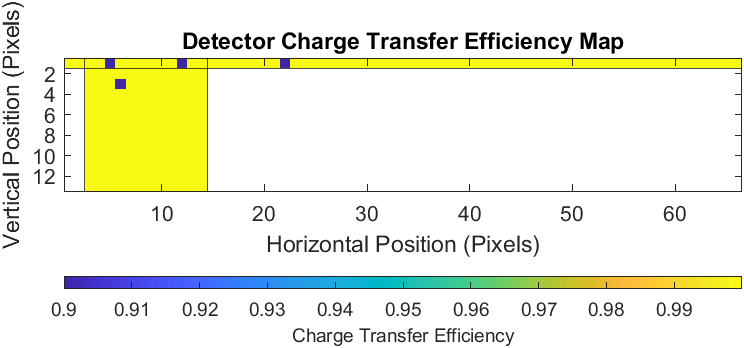 Detector Charge Transfer Efficiency Map
Vertical Position (Pixels)
2
4
6
8
10
12
10 20 30 40 50 60
Horizontal Position (Pixels)
0.9 0.91 0.92 0.93 0.94 0.95 0.96 0.97 0.98 0.99
Charge Transfer Efficiency